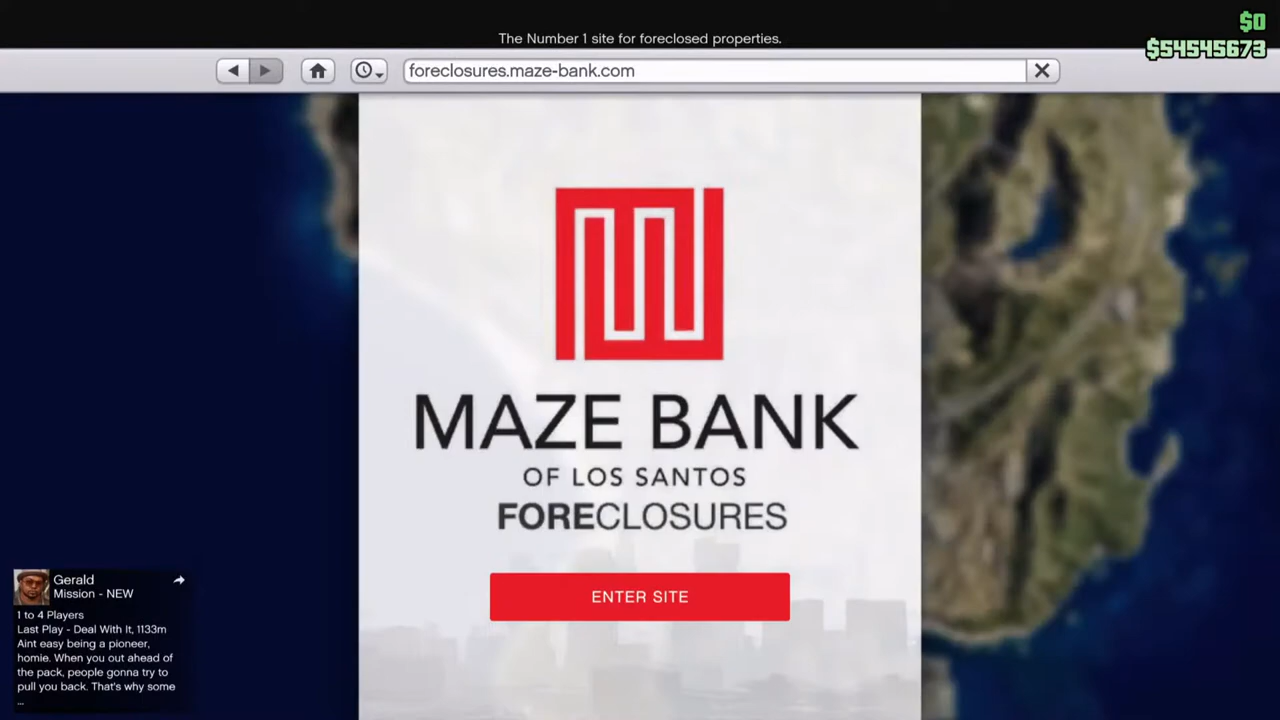 The Number 1 site for foreclosed properties.
$0
$54545673
foreclosures.maze-bank.com
MAZE BANK
OF LOS SANTOS
FORECLOSURES
ENTER SITE
Gerald
Mission - NEW
1 to 4 Players
Last Play - Deal With It, 1133m
Aint easy being a pioneer,
homie. When you out ahead of
the pack, people gonna try to
pull you back. That's why some
...